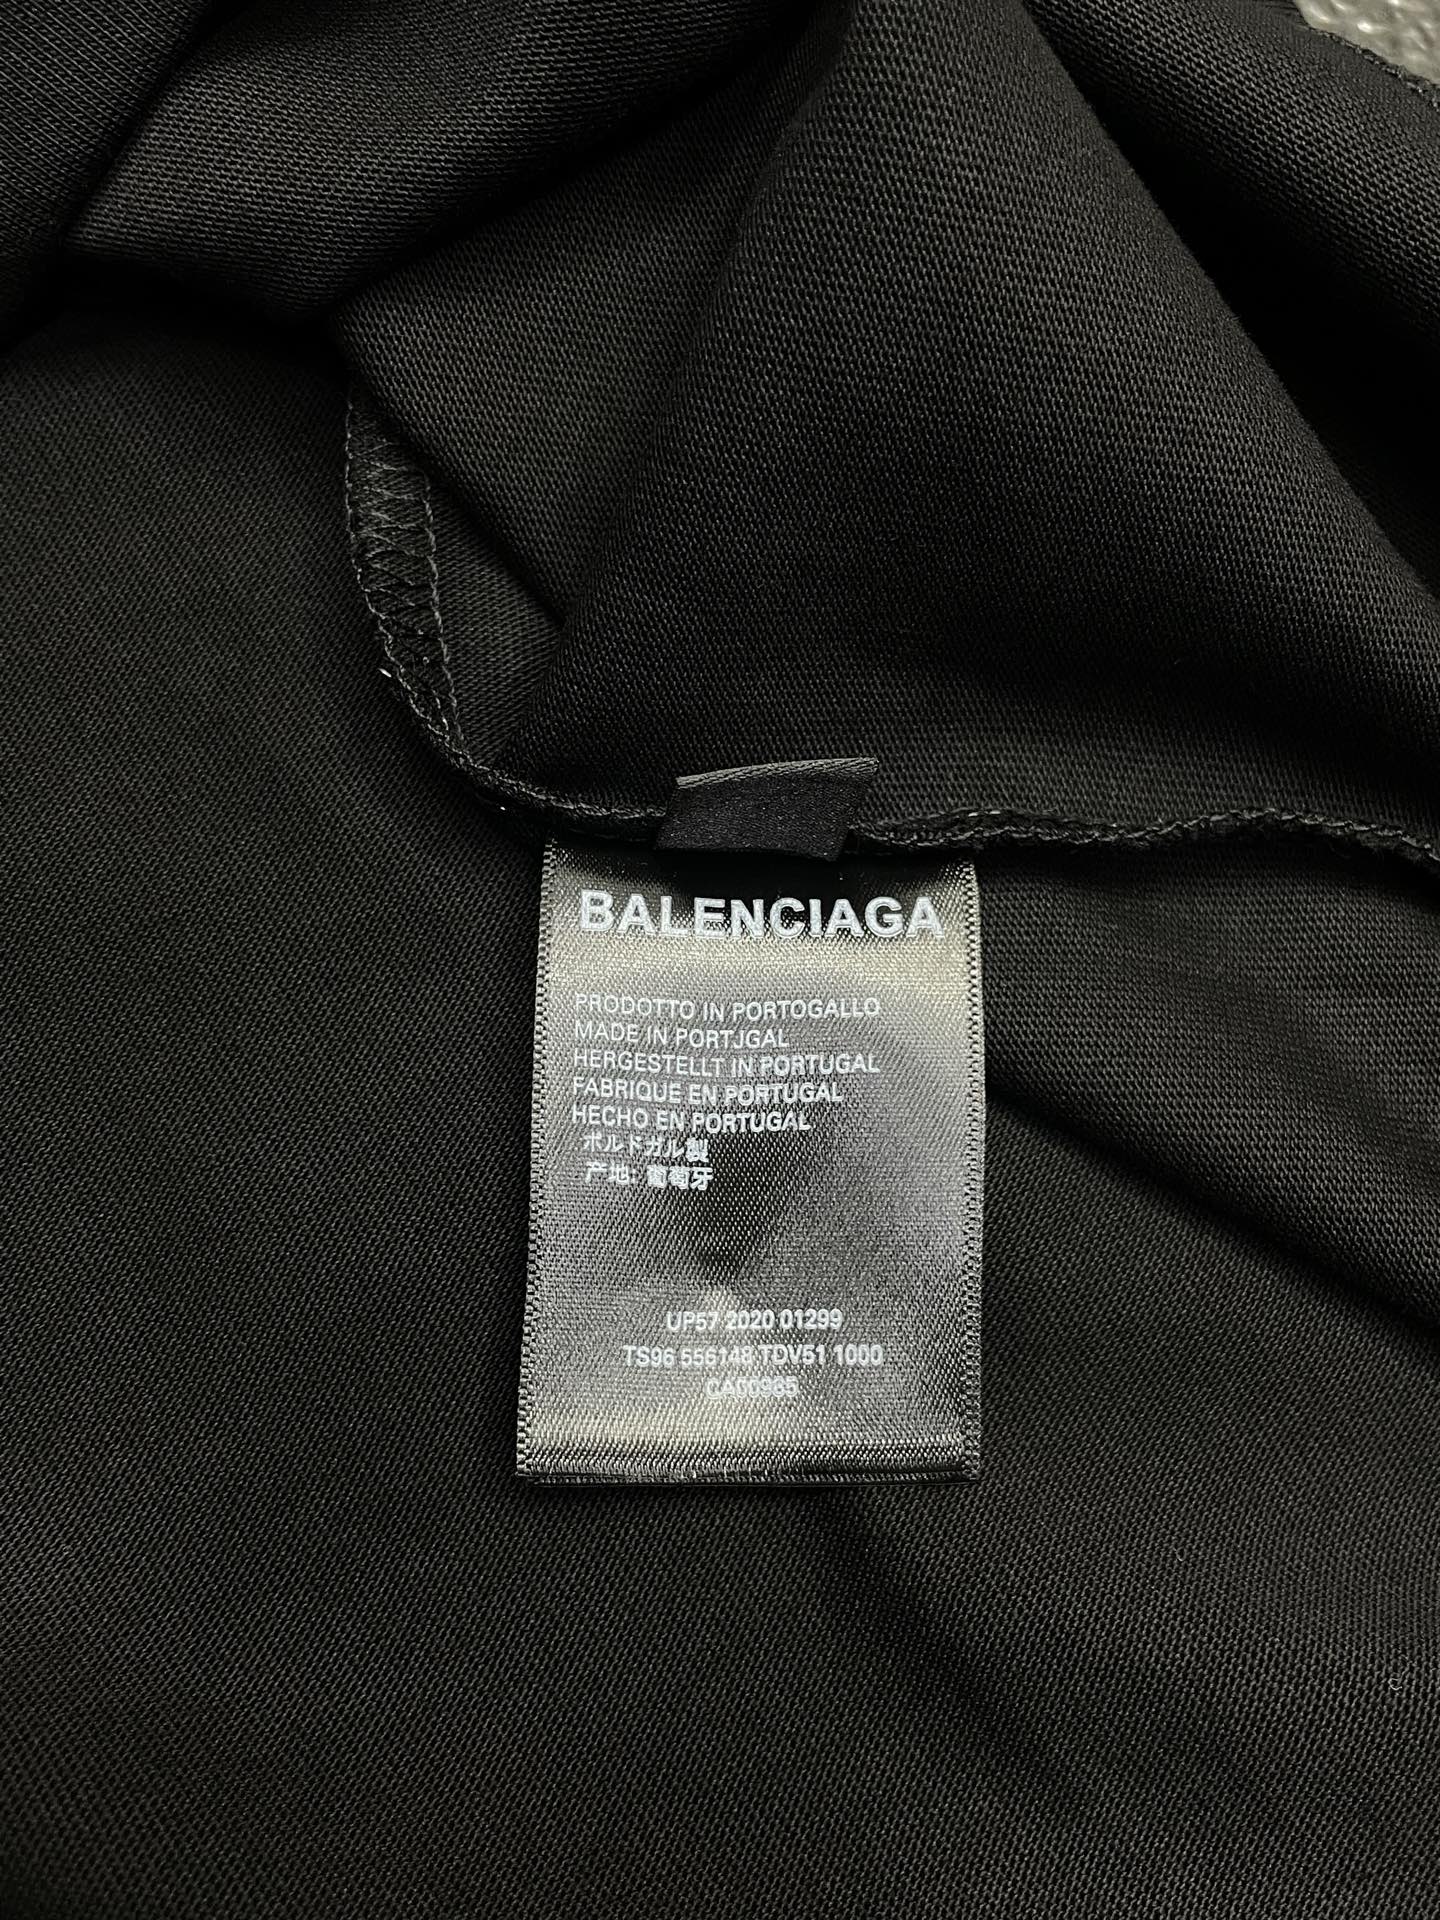 BALENCIAGA
PRODOTTO IN PORTOGALLO
MADE IN PORTJGAL
HERGESTELLT IN PORTUGAL
FABRIQUE EN PORTUGAL
HECHO EN PORTUGAL
ポルドガル製
产地: 葡萄牙
UP57 2020 01299
TS96 556148 TDV51 1000
CA00965